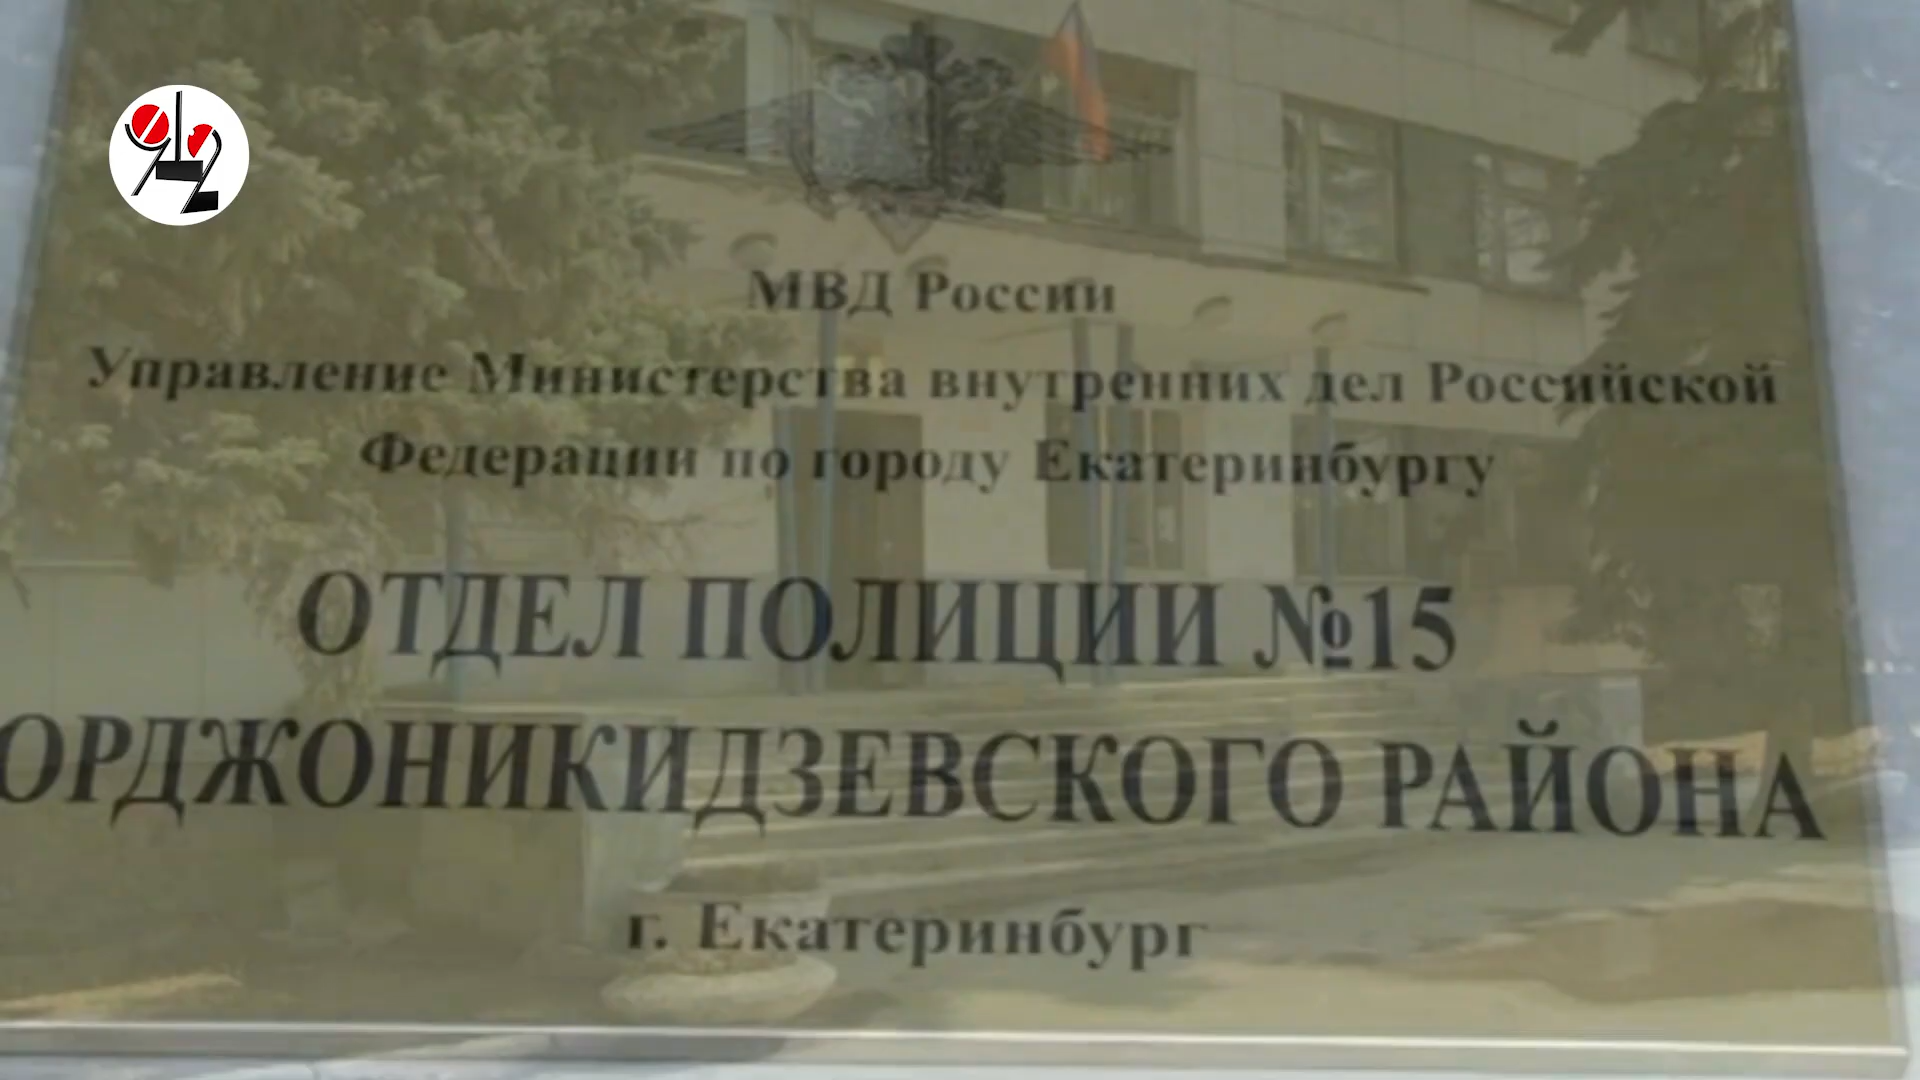 МВД России
Управление Министерства внутренних дел Российской
Федерации по городу Екатеринбургу
ОТДЕЛ ПОЛИЦИИ №15
ОРДЖОНИКИДЗЕВСКОГО РАЙОНА
г. Екатеринбург